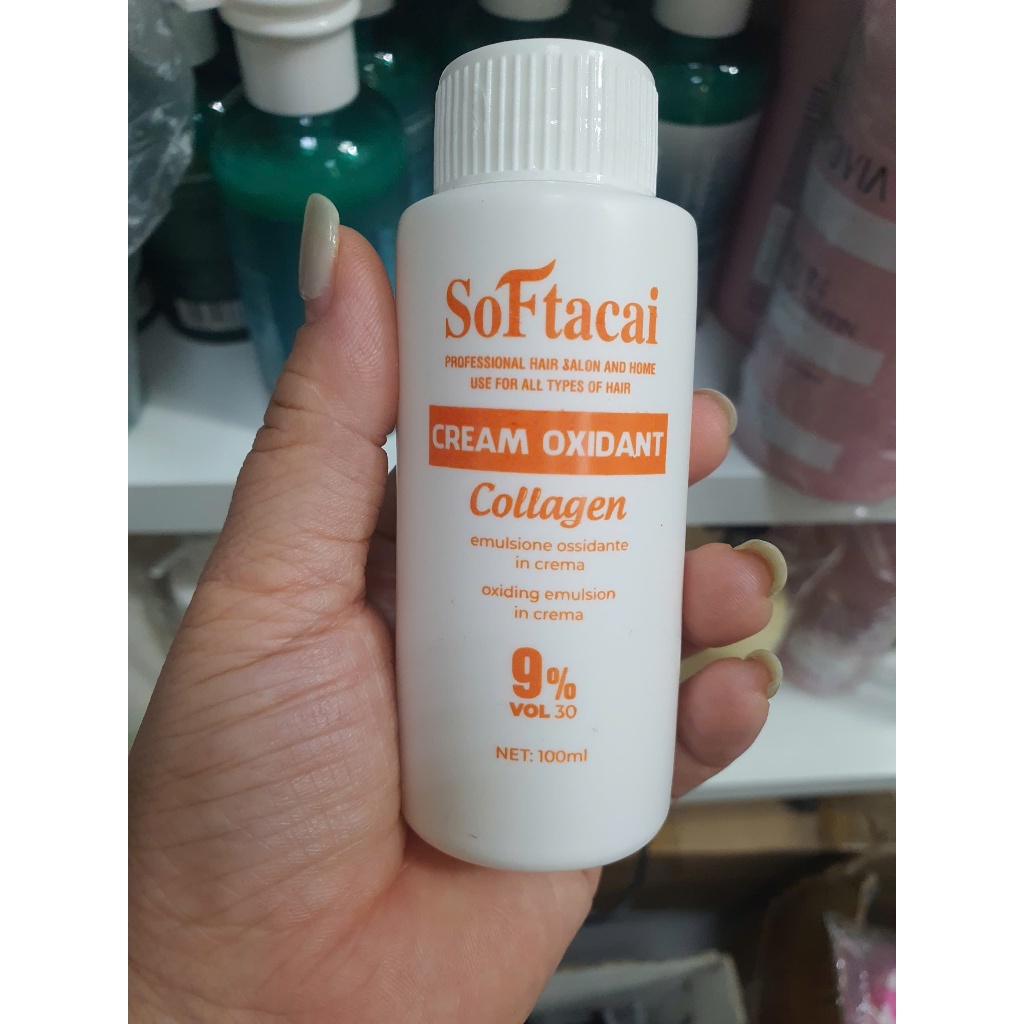 SoFtacai
PROFESSIONAL HAIR SALON AND HOME
USE FOR ALL TYPES OF HAIR
CREAM OXIDANT
Collagen
emulsione ossidante
in crema
oxiding emulsion
in crema
9%
VOL 30
NET: 100ml